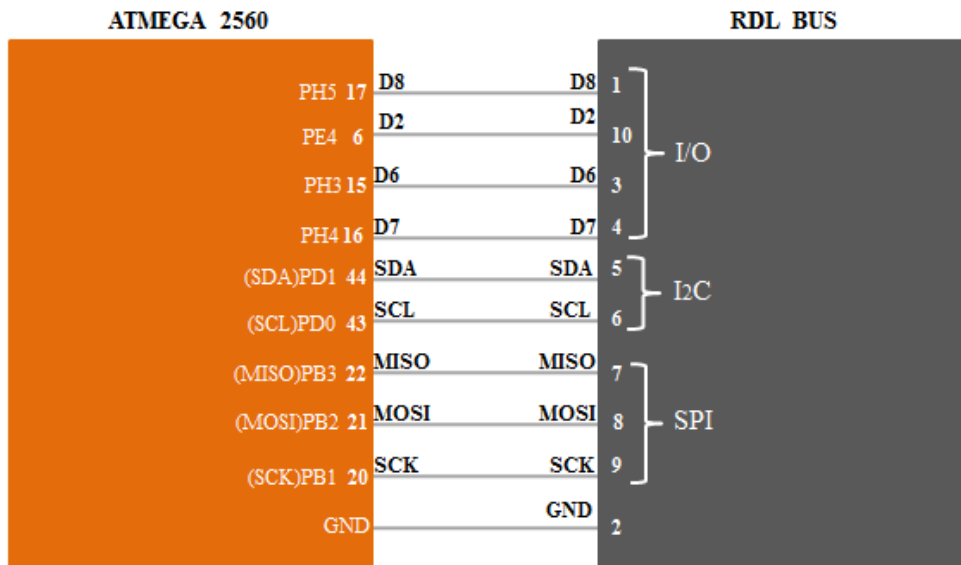 ATMEGA 2560 RDL BUS
PH5 17 D8 D8 1
PE4 6 D2 D2 10
I/O
PH3 15 D6 D6 3
PH4 16 D7 D7 4
(SDA)PD1 44 SDA SDA 5
I2C
(SCL)PD0 43 SCL SCL 6
(MISO)PB3 22 MISO MISO 7
(MOSI)PB2 21 MOSI MOSI 8 SPI
(SCK)PB1 20 SCK SCK 9
GND GND 2